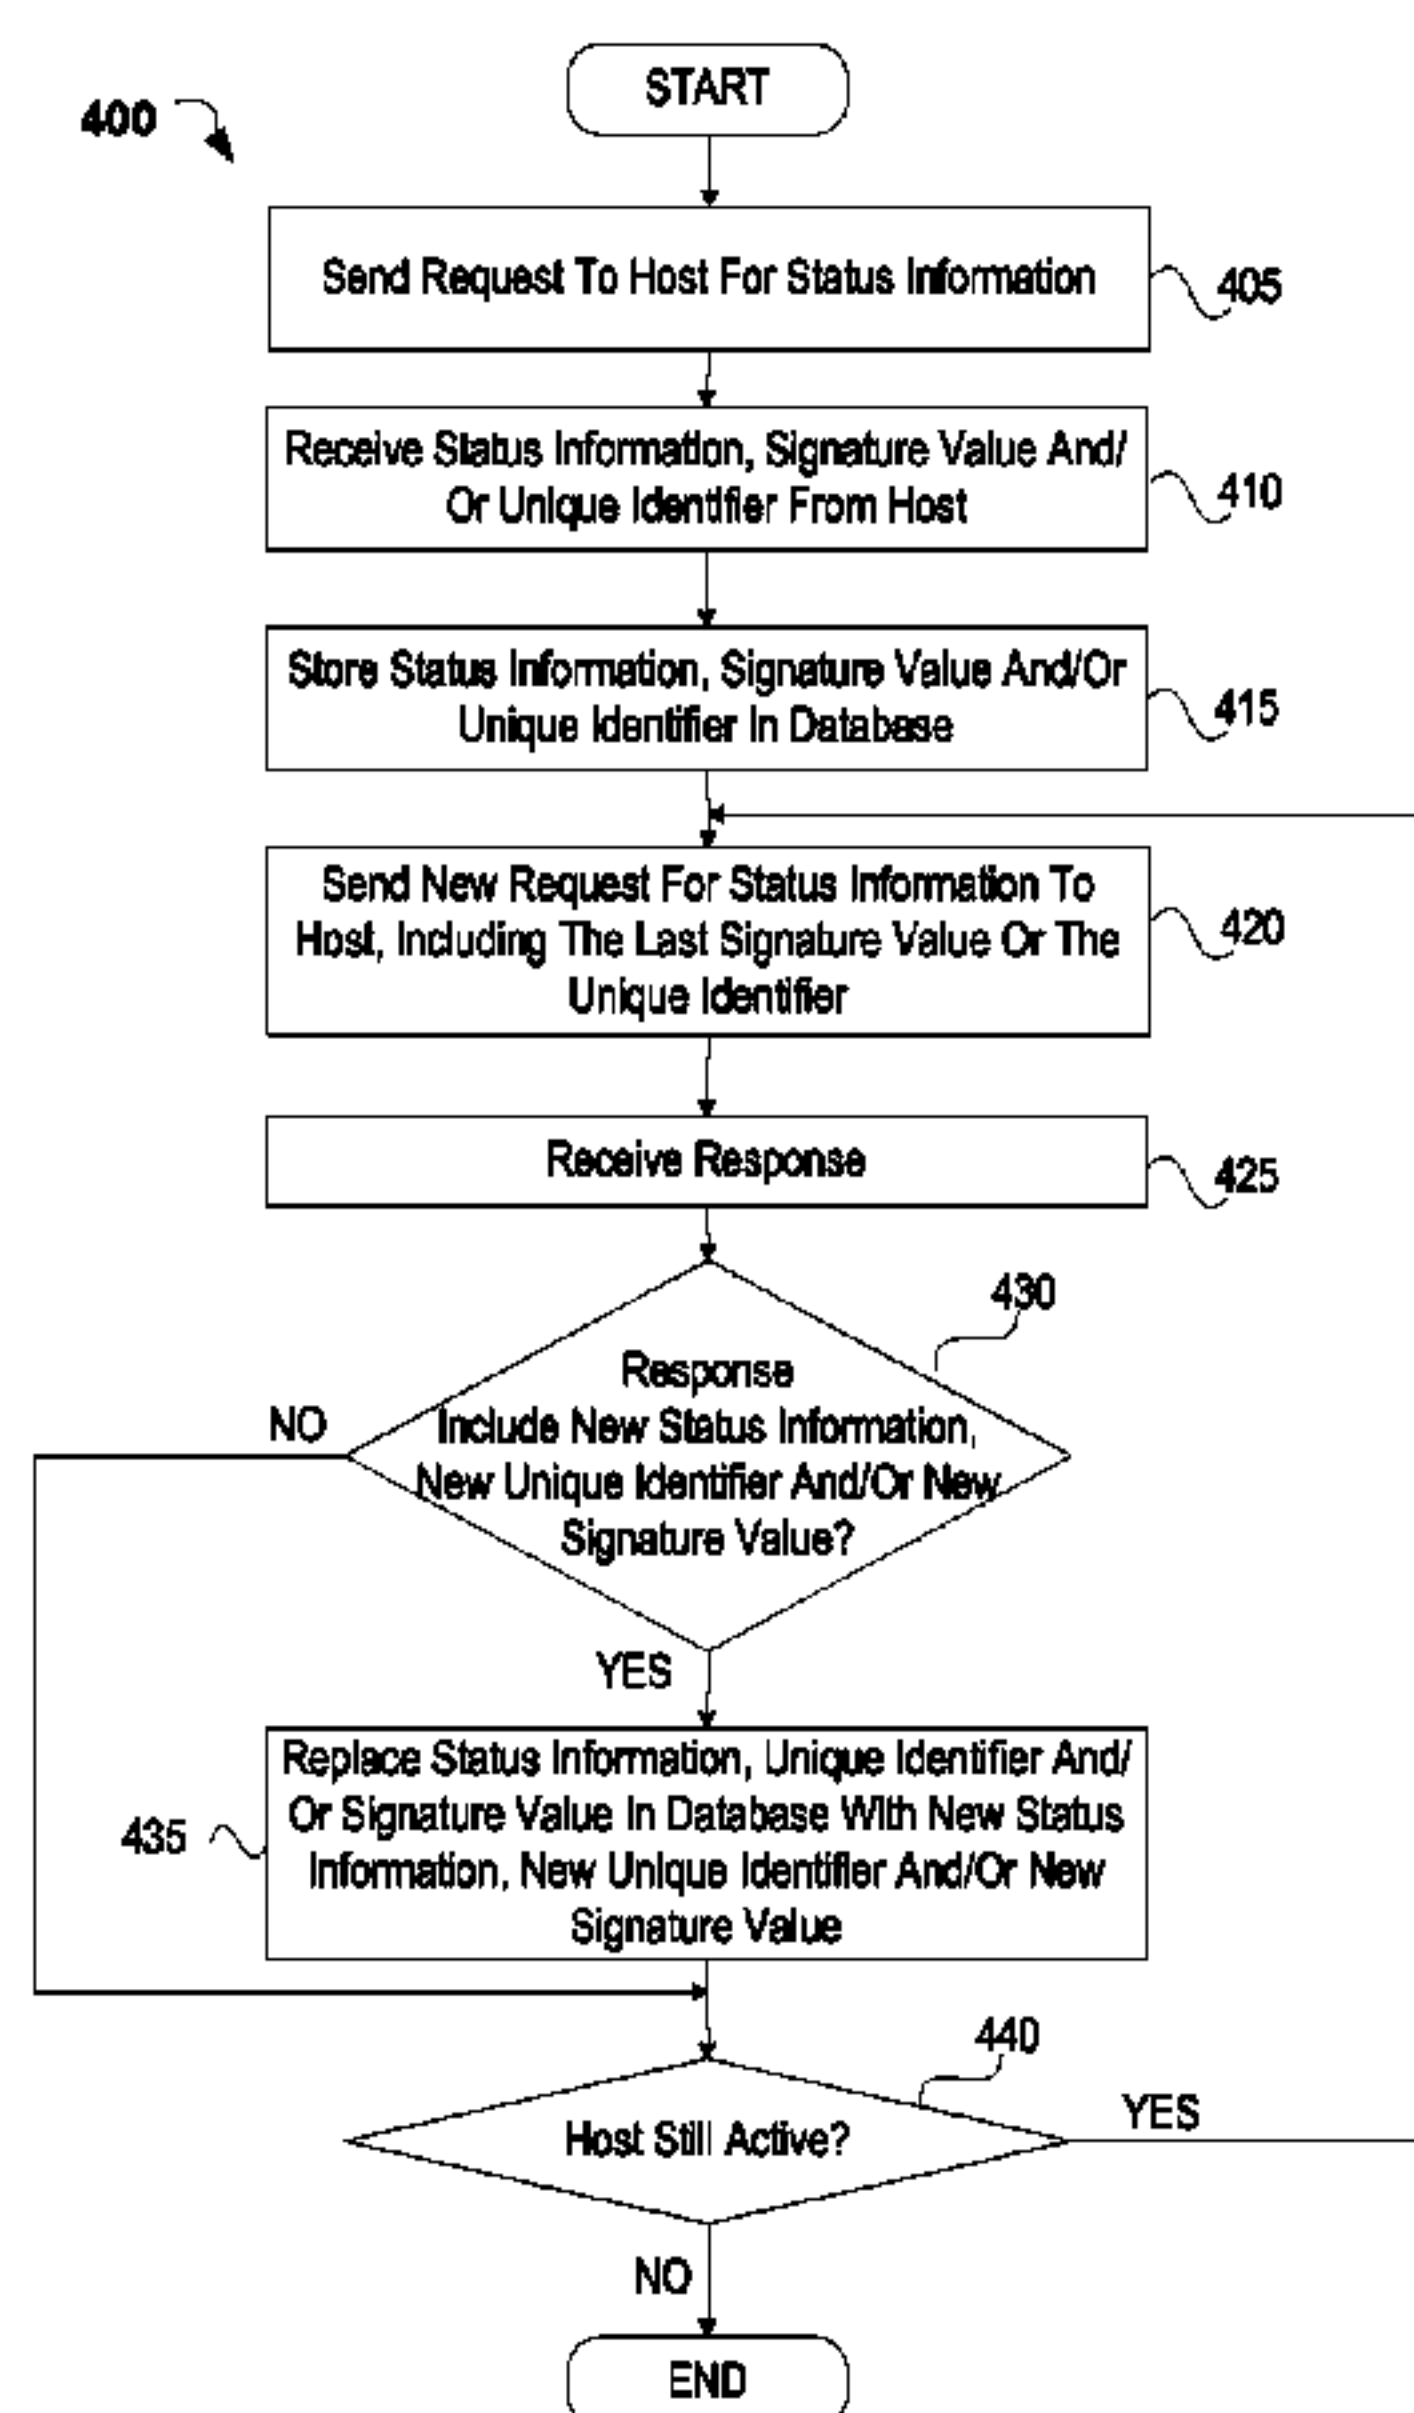 START
400
Send Request To Host For Status Information
405
Receive Status Information, Signature Value And/
Or Unique Identifier From Host
410
Store Status Information, Signature Value And/Or
Unique Identifier In Database
415
Send New Request For Status Information To
Host, Including The Last Signature Value Or The
Unique Identifier
420
Receive Response
425
430
Response
Include New Status Information,
New Unique Identifier And/Or New
Signature Value?
NO
YES
Replace Status Information, Unique Identifier And/
Or Signature Value In Database With New Status
Information, New Unique Identifier And/Or New
Signature Value
435
440
Host Still Active?
YES
NO
END